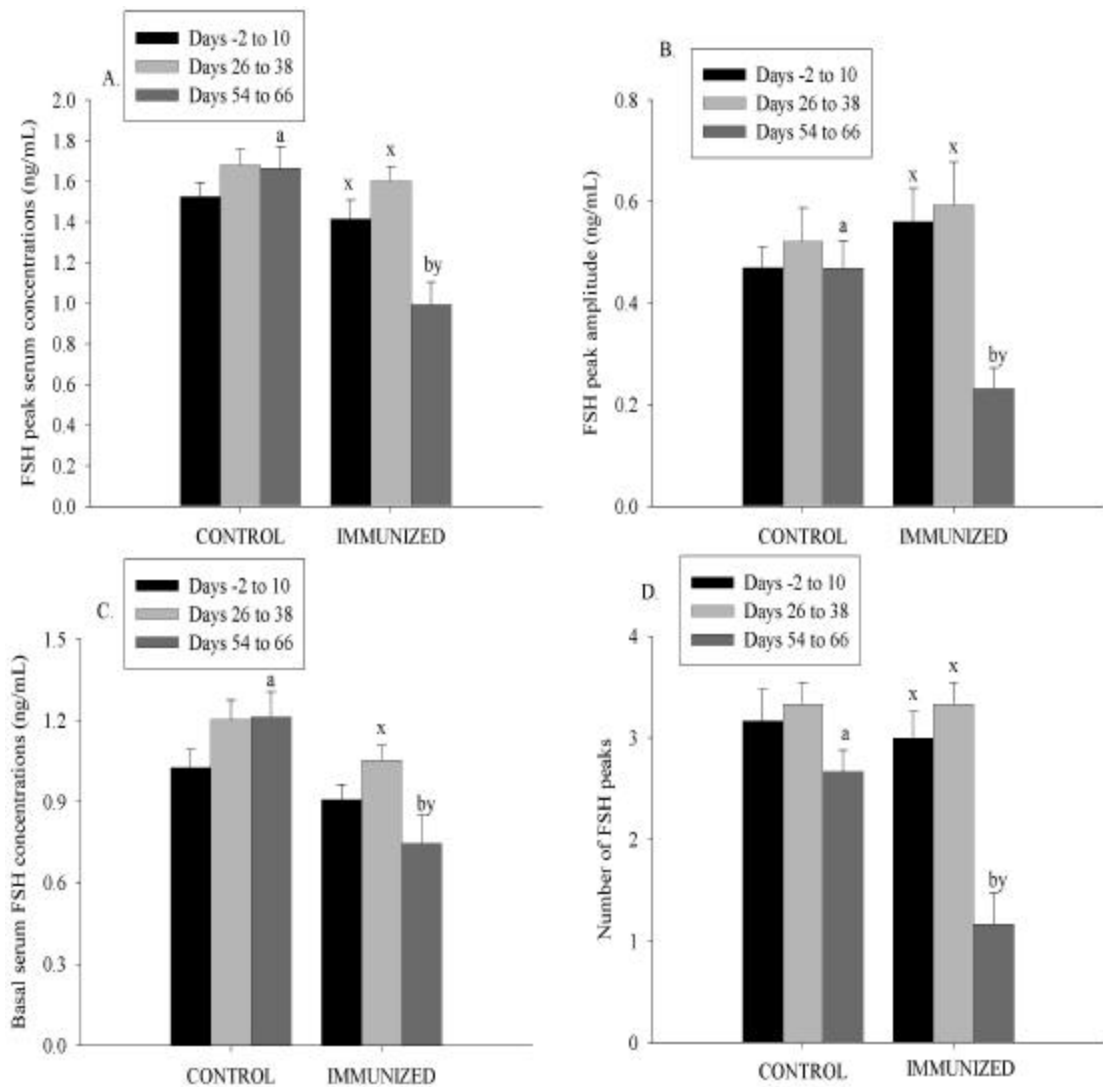 A.
Days -2 to 10
Days 26 to 38
Days 54 to 66
FSH peak serum concentrations (ng/mL)
2.0
1.8
1.6
1.4
1.2
1.0
0.8
0.6
0.4
0.2
0.0
a
x
x
by
CONTROL
IMMUNIZED
B.
Days -2 to 10
Days 26 to 38
Days 54 to 66
FSH peak amplitude (ng/mL)
0.8
0.6
0.4
0.2
0.0
a
x
x
by
CONTROL
IMMUNIZED
C.
Days -2 to 10
Days 26 to 38
Days 54 to 66
Basal serum FSH concentrations (ng/mL)
1.5
1.2
0.9
0.6
0.3
0.0
a
x
by
CONTROL
IMMUNIZED
D.
Days -2 to 10
Days 26 to 38
Days 54 to 66
Number of FSH peaks
4
3
2
1
0
a
x
x
by
CONTROL
IMMUNIZED